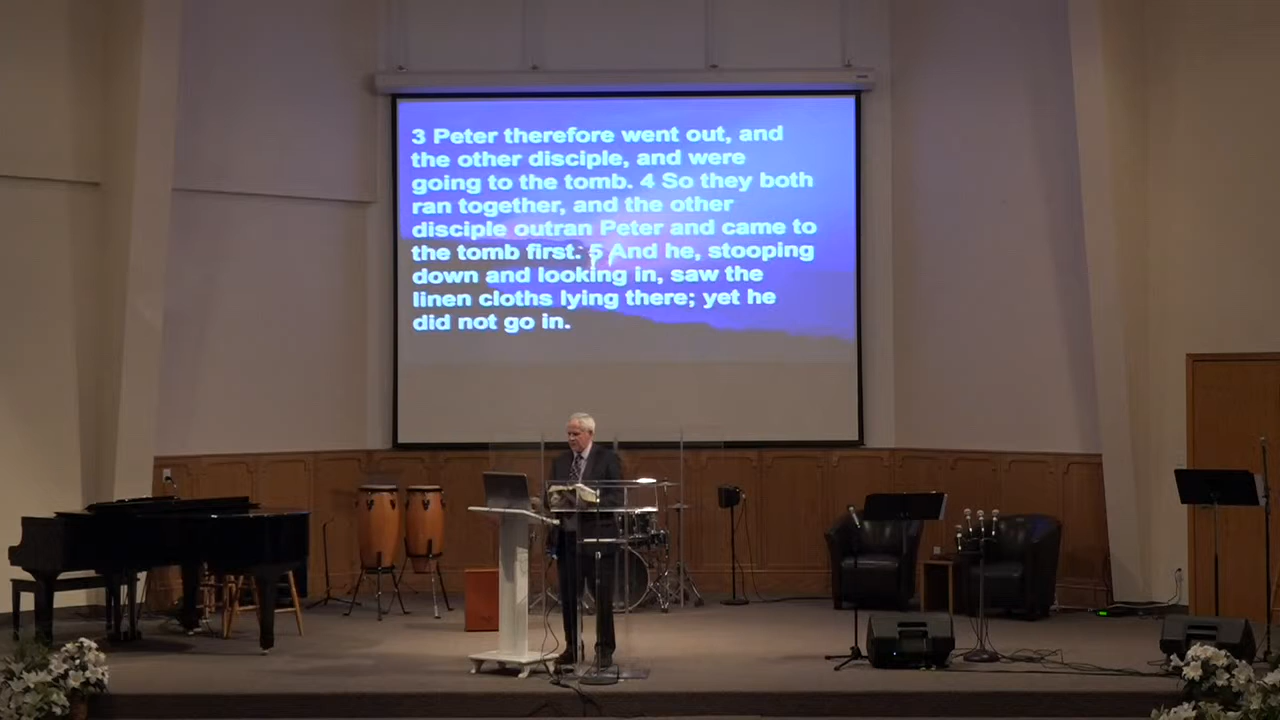 3 Peter therefore went out, and
the other disciple, and were
going to the tomb. 4 So they both
ran together, and the other
disciple outran Peter and came to
the tomb first. 5 And he, stooping
down and looking in, saw the
linen cloths lying there; yet he
did not go in.